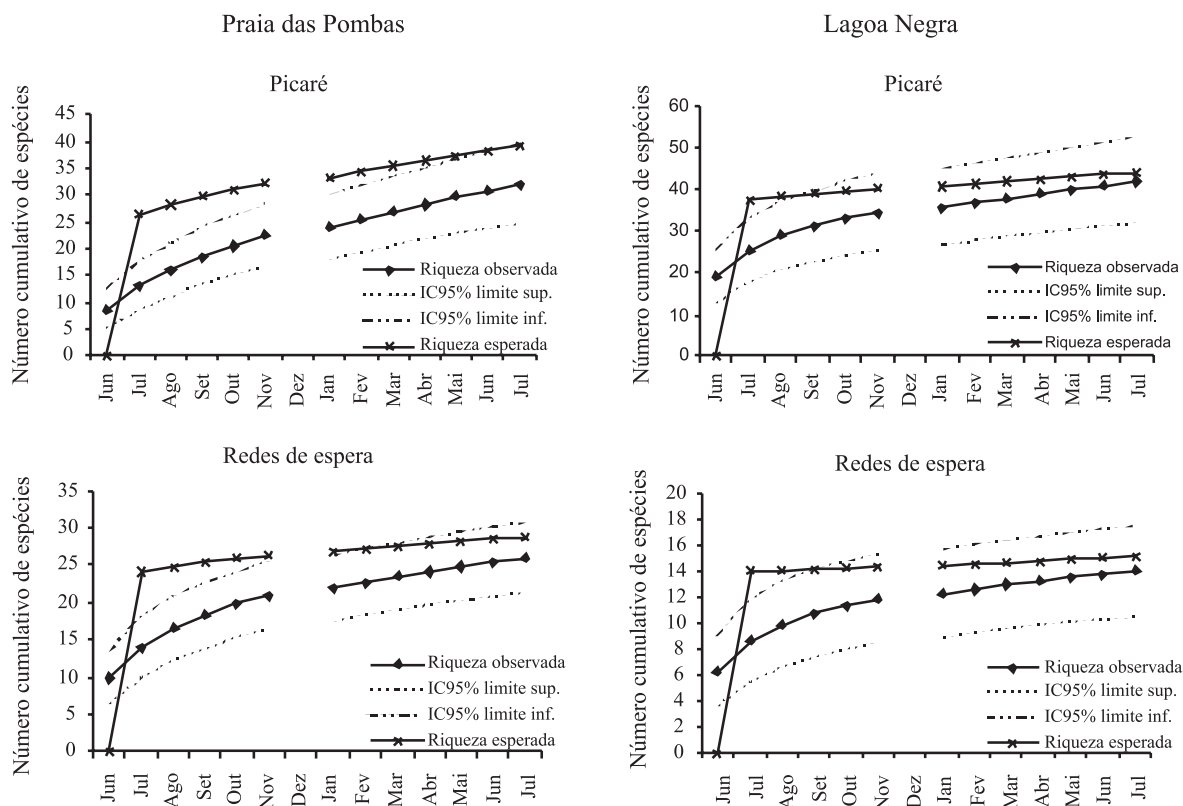 Praia das Pombas
Lagoa Negra
Picaré
Número cumulativo de espécies
45
40
35
30
25
20
15
10
5
0
Riqueza observada
IC95% limite sup.
IC95% limite inf.
Riqueza esperada
Jun
Jul
Ago
Set
Out
Nov
Dez
Jan
Fev
Mar
Abr
Mai
Jun
Jul
Picaré
Número cumulativo de espécies
60
50
40
30
20
10
0
Riqueza observada
IC95% limite sup.
IC95% limite inf.
Riqueza esperada
Jun
Jul
Ago
Set
Out
Nov
Dez
Jan
Fev
Mar
Abr
Mai
Jun
Jul
Redes de espera
Número cumulativo de espécies
35
30
25
20
15
10
5
0
Riqueza observada
IC95% limite sup.
IC95% limite inf.
Riqueza esperada
Jun
Jul
Ago
Set
Out
Nov
Dez
Jan
Fev
Mar
Abr
Mai
Jun
Jul
Redes de espera
Número cumulativo de espécies
20
18
16
14
12
10
8
6
4
2
0
Riqueza observada
IC95% limite sup.
IC95% limite inf.
Riqueza esperada
Jun
Jul
Ago
Set
Out
Nov
Dez
Jan
Fev
Mar
Abr
Mai
Jun
Jul